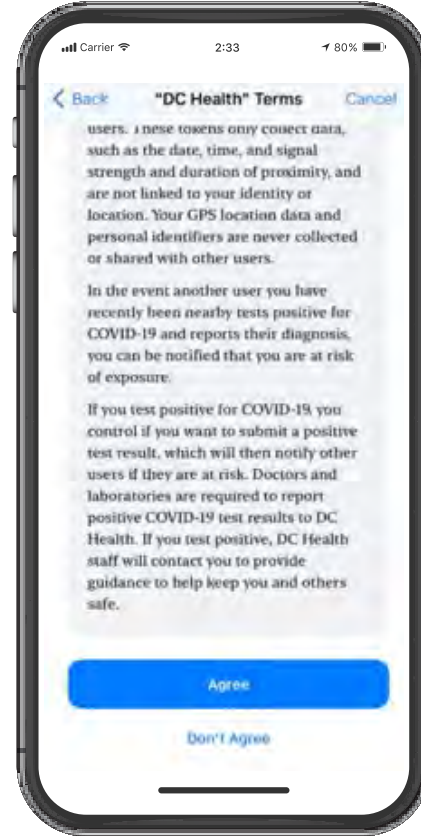 Carrier 2:33 80%
Back "DC Health" Terms Cancel
users. These tokens only collect data,
such as the date, time, and signal
strength and duration of proximity, and
are not linked to your identity or
location. Your GPS location data and
personal identifiers are never collected
or shared with other users.
In the event another user you have
recently been nearby tests positive for
COVID-19 and reports their diagnosis,
you can be notified that you are at risk
of exposure.
If you test positive for COVID-19, you
control if you want to submit a positive
test result, which will then notify other
users if they are at risk. Doctors and
laboratories are required to report
positive COVID-19 test results to DC
Health. If you test positive, DC Health
staff will contact you to provide
guidance to help keep you and others
safe.
Agree
Don't Agree